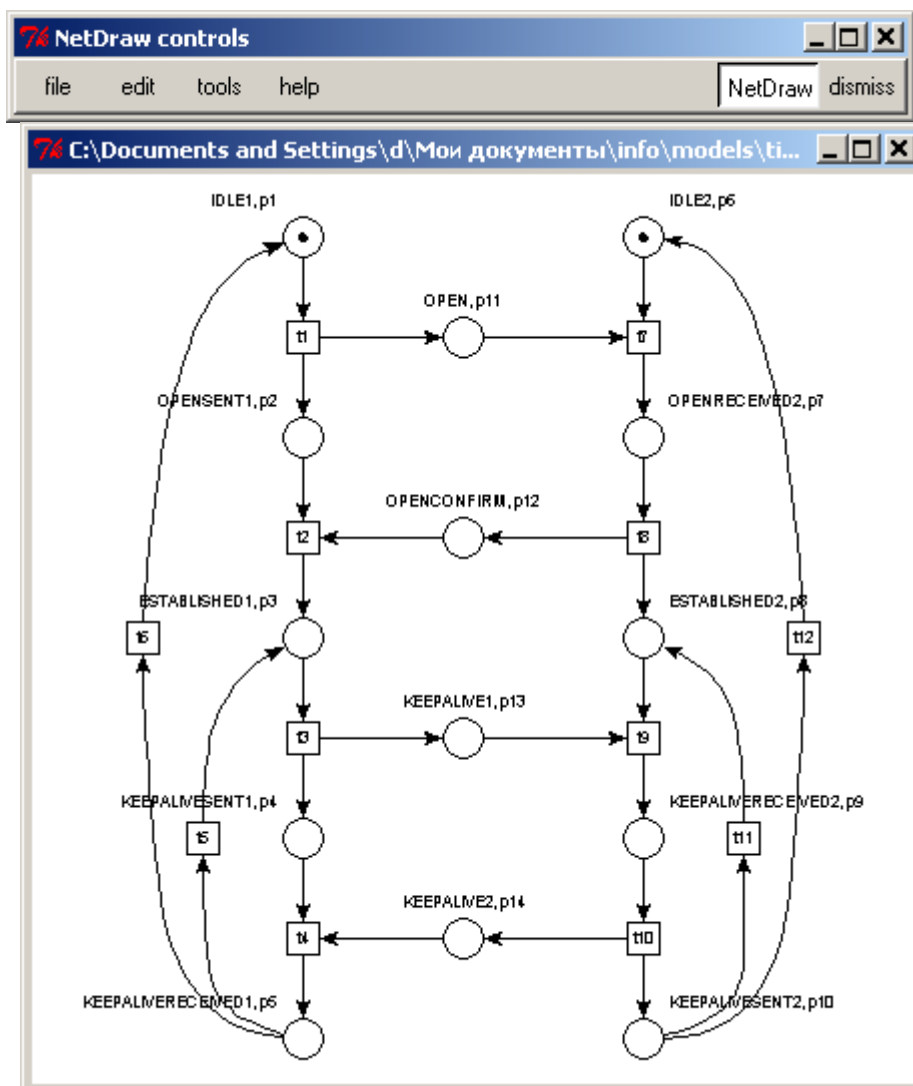 NetDraw controls
file edit tools help NetDraw dismiss
C:\Documents and Settings\d\Мои документы\info\models\ti...
IDLE1,p1 IDLE2,p6
OPEN,p11
t1 t7
OPENSENT1,p2 OPENRECEIVED2,p7
OPENCONFIRM,p12
t2 t8
ESTABLISHED1,p3 ESTABLISHED2,p8
t6 t12
KEEPALIVE1,p13
t3 t9
KEEPALIVESENT1,p4 KEEPALIVERECEIVED2,p9
t5 t11
KEEPALIVE2,p14
t4 t10
KEEPALIVERECEIVED1,p5 KEEPALIVESENT2,p10